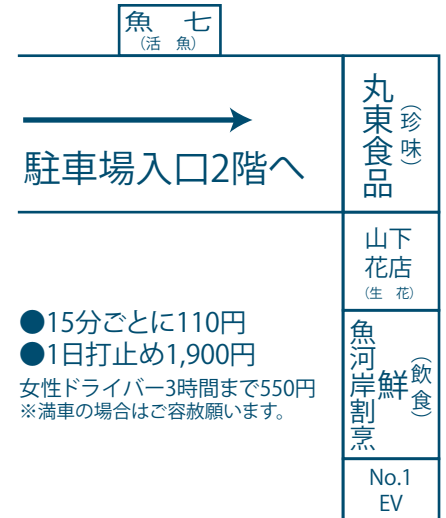 魚 七
（活 魚）
丸東食品
（珍味）
駐車場入口2階へ
山下
花店
（生 花）
●15分ごとに110円
●1日打止め1,900円
女性ドライバー3時間まで550円
※満車の場合はご容赦願います。
魚河岸割烹
鮮
（飲食）
No.1
EV